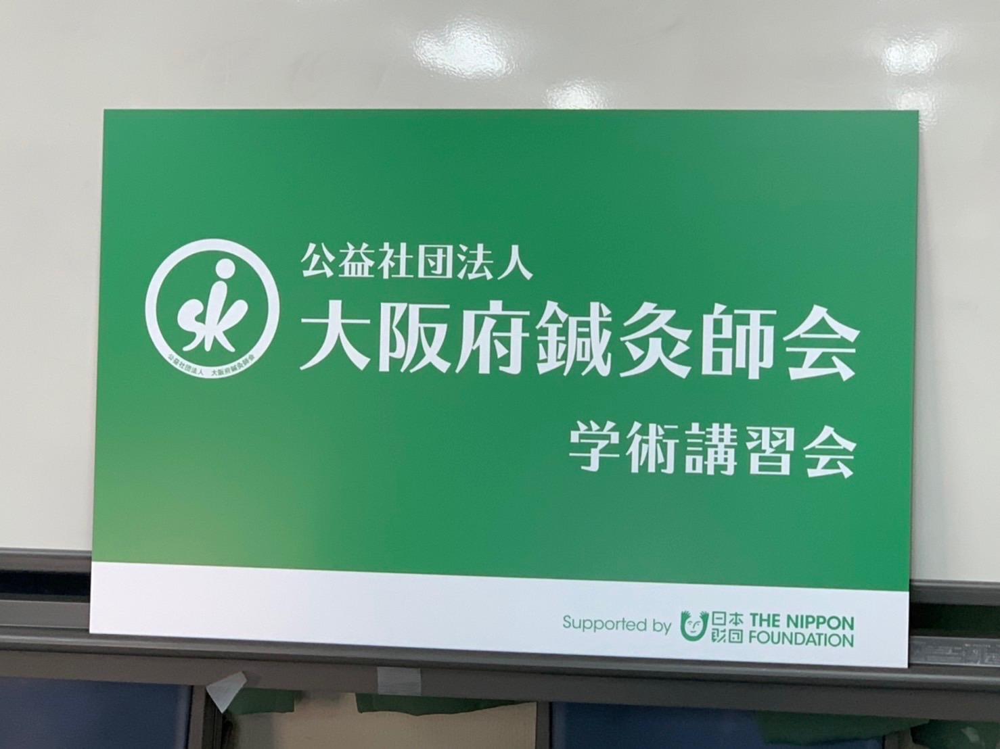 公益社団法人
大阪府鍼灸師会
sk
公益社団法人 大阪府鍼灸師会
学術講習会
Supported by 日本財団 THE NIPPON FOUNDATION